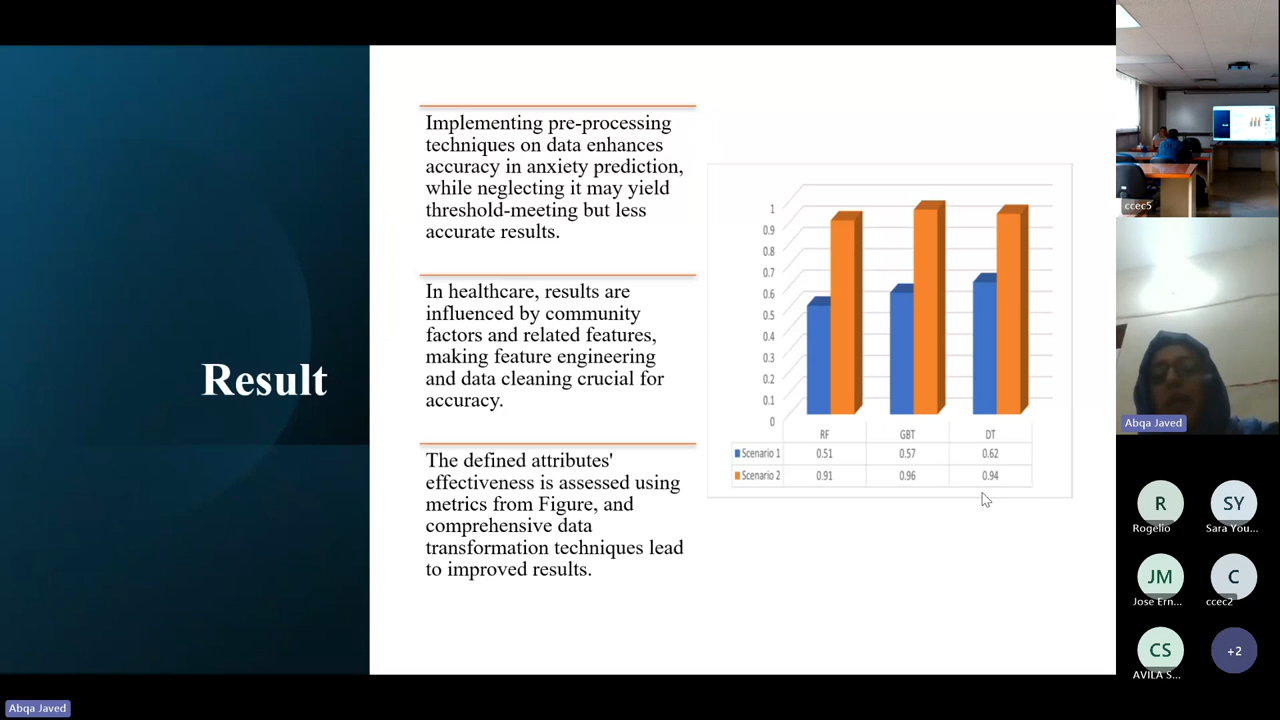 Result
Implementing pre-processing
techniques on data enhances
accuracy in anxiety prediction,
while neglecting it may yield
threshold-meeting but less
accurate results.
In healthcare, results are
influenced by community
factors and related features,
making feature engineering
and data cleaning crucial for
accuracy.
The defined attributes'
effectiveness is assessed using
metrics from Figure, and
comprehensive data
transformation techniques lead
to improved results.
1
0.9
0.8
0.7
0.6
0.5
0.4
0.3
0.2
0.1
0
RF GBT DT
Scenario 1 0.51 0.57 0.62
Scenario 2 0.91 0.96 0.94
ccec5
Abqa Javed
R SY
Rogelio Sara You...
JM C
Jose Ern... ccec2
CS +2
AVILA S...
Abqa Javed